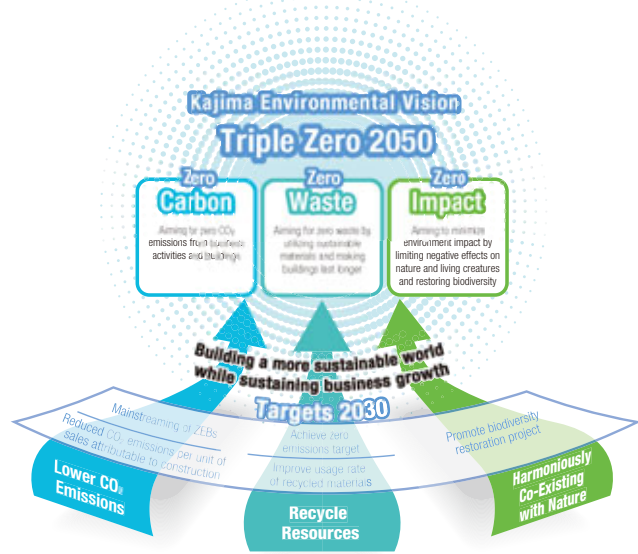 Kajima Environmental Vision
Triple Zero 2050
Zero
Carbon
Aiming for zero CO₂
emissions from business
activities and buildings
Zero
Waste
Aiming for zero waste by
utilizing sustainable
materials and making
buildings last longer
Zero
Impact
Aiming to minimize
environment impact by
limiting negative effects on
nature and living creatures
and restoring biodiversity
Building a more sustainable world
while sustaining business growth
Targets 2030
Mainstreaming of ZEBs
Reduced CO₂ emissions per unit of
sales attributable to construction
Achieve zero
emissions target
Improve usage rate
of recycled materials
Promote biodiversity
restoration project
Lower CO₂
Emissions
Recycle
Resources
Harmoniously
Co-Existing
with Nature